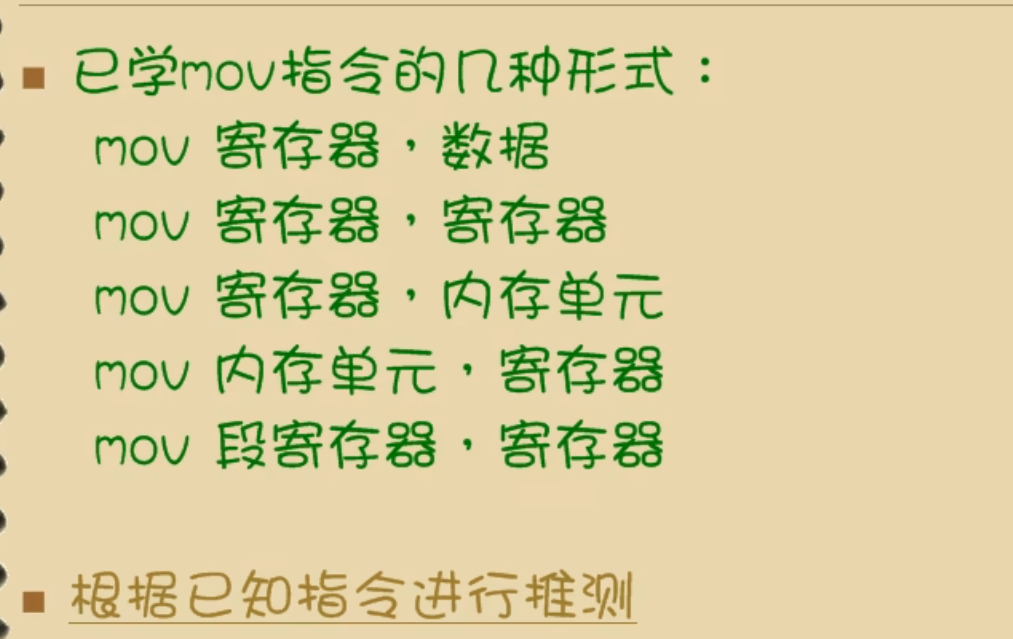 已学mov指令的几种形式：
mov 寄存器，数据
mov 寄存器，寄存器
mov 寄存器，内存单元
mov 内存单元，寄存器
mov 段寄存器，寄存器
根据已知指令进行推测